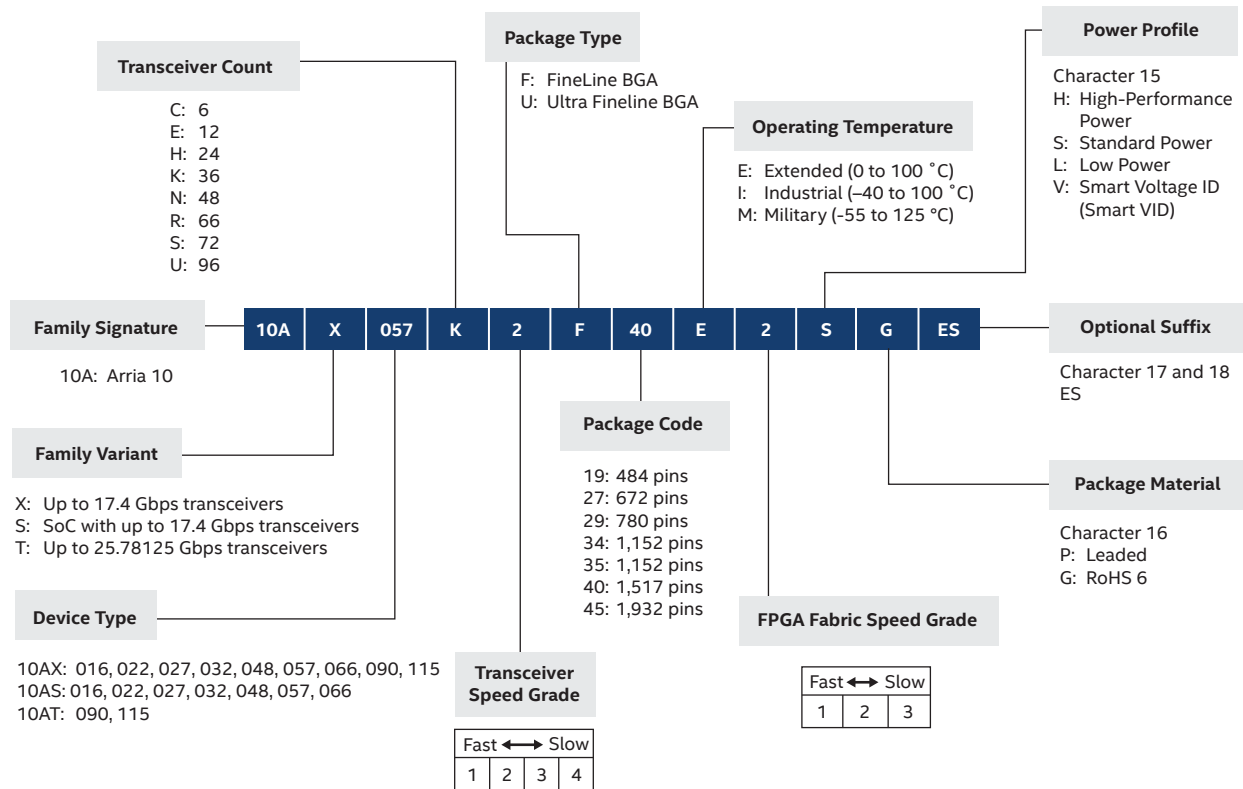 Transceiver Count
C: 6
E: 12
H: 24
K: 36
N: 48
R: 66
S: 72
U: 96
Package Type
F: FineLine BGA
U: Ultra Fineline BGA
Operating Temperature
E: Extended (0 to 100 ˚C)
I: Industrial (–40 to 100 ˚C)
M: Military (-55 to 125 °C)
Power Profile
Character 15
H: High-Performance
Power
S: Standard Power
L: Low Power
V: Smart Voltage ID
(Smart VID)
Family Signature
10A: Arria 10
10A X 057 K 2 F 40 E 2 S G ES
Optional Suffix
Character 17 and 18
ES
Family Variant
X: Up to 17.4 Gbps transceivers
S: SoC with up to 17.4 Gbps transceivers
T: Up to 25.78125 Gbps transceivers
Device Type
10AX: 016, 022, 027, 032, 048, 057, 066, 090, 115
10AS: 016, 022, 027, 032, 048, 057, 066
10AT: 090, 115
Transceiver
Speed Grade
Fast ↔ Slow
1 2 3 4
Package Code
19: 484 pins
27: 672 pins
29: 780 pins
34: 1,152 pins
35: 1,152 pins
40: 1,517 pins
45: 1,932 pins
FPGA Fabric Speed Grade
Fast ↔ Slow
1 2 3
Package Material
Character 16
P: Leaded
G: RoHS 6